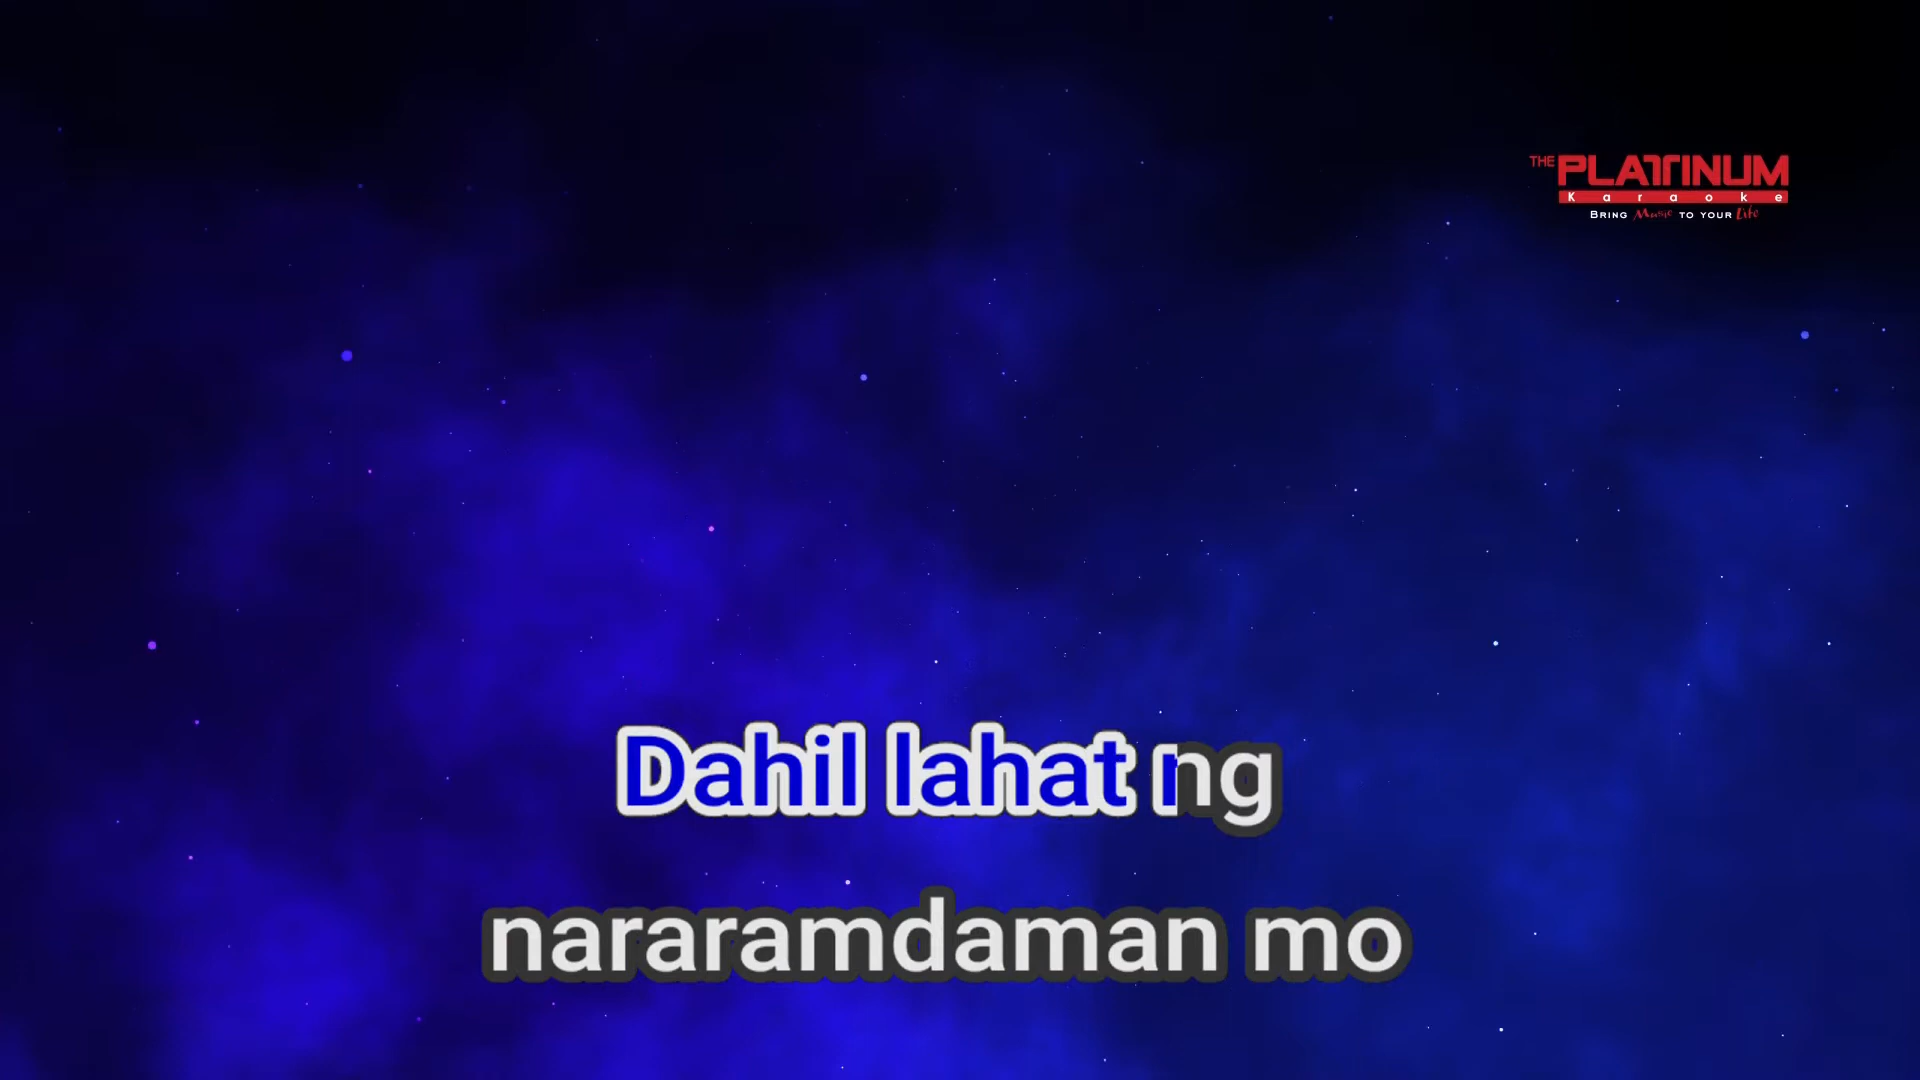 THE PLATINUM
Karaoke
BRING Music TO YOUR Life
Dahil lahat ng
nararamdaman mo